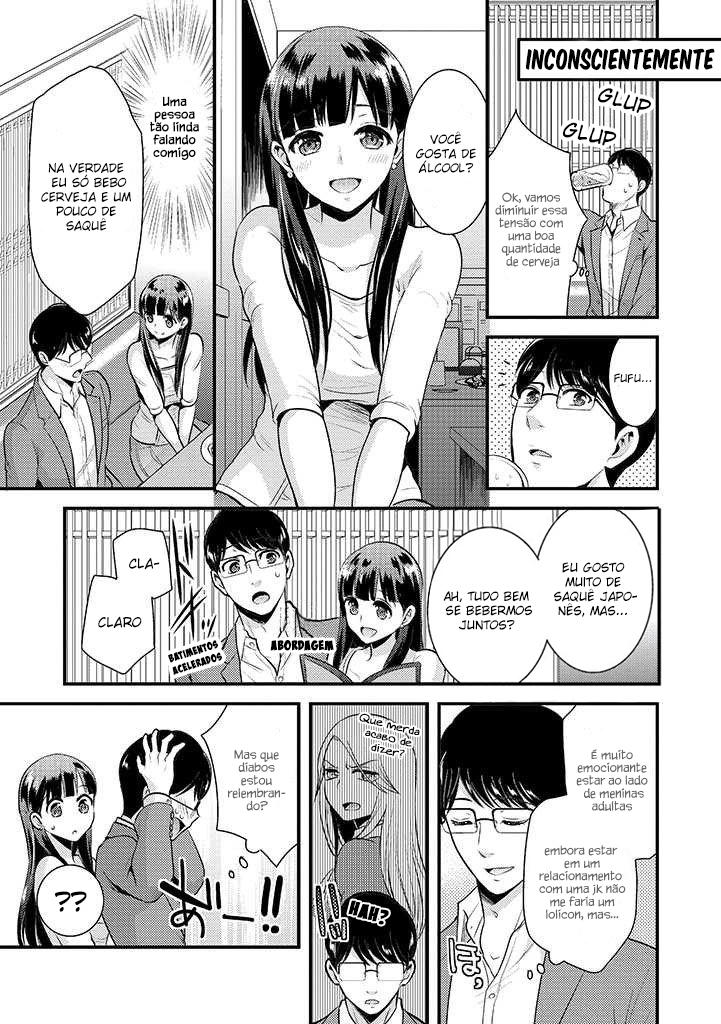 INCONSCIENTEMENTE
GLUP
GLUP
Ok, vamos
diminuir essa
tensão com
uma boa
quantidade
de cerveja
FUFU...
VOCÊ
GOSTA DE
ÁLCOOL?
Uma
pessoa
tão linda
falando
comigo
NA VERDADE
EU SÓ BEBO
CERVEJA E UM
POUCO DE
SAQUÊ
EU GOSTO
MUITO DE
SAQUÊ JAPO-
NÊS, MAS...
AH, TUDO BEM
SE BEBERMOS
JUNTOS?
ABORDAGEM
BATIMENTOS
ACELERADOS
CLA-
CLARO
É muito
emocionante
estar ao lado
de meninas
adultas
embora estar
em um
relacionamento
com uma jk não
me faria um
lolicon, mas...
Que merda
acabo de
dizer?
HAH?
Mas que
diabos
estou
relembran-
do?
あ゛ー!!
??